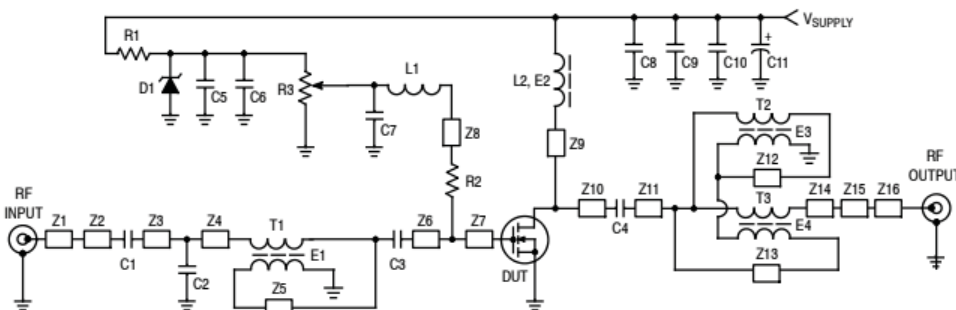 V_SUPPLY
R1
D1
C5
C6
R3
C7
L1
Z8
R2
L2, E2
Z9
C8
C9
C10
+
C11
T2
E3
Z12
RF
INPUT
Z1
Z2
C1
Z3
C2
Z4
T1
E1
Z5
C3
Z6
Z7
DUT
Z10
C4
Z11
T3
E4
Z13
Z14
Z15
Z16
RF
OUTPUT